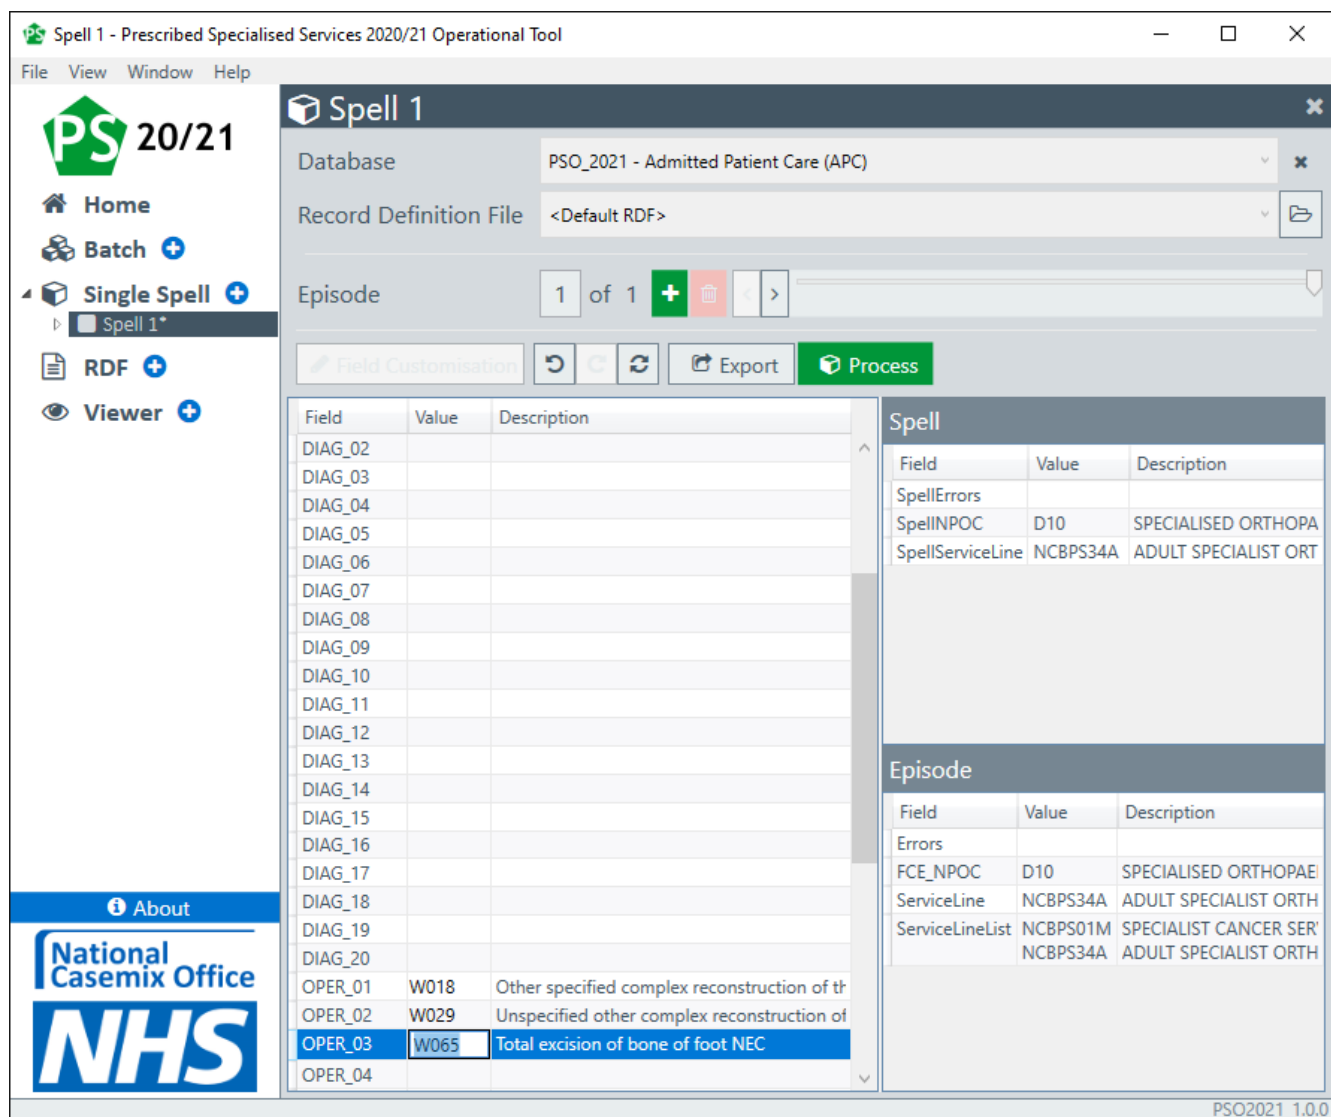 Spell 1 - Prescribed Specialised Services 2020/21 Operational Tool
File View Window Help
PS 20/21
Home
Batch
Single Spell
Spell 1*
RDF
Viewer
About
National
Casemix Office
NHS
Spell 1
Database PSO_2021 - Admitted Patient Care (APC)
Record Definition File <Default RDF>
Episode 1 of 1
Field Customisation Export Process
Field Value Description
DIAG_02
DIAG_03
DIAG_04
DIAG_05
DIAG_06
DIAG_07
DIAG_08
DIAG_09
DIAG_10
DIAG_11
DIAG_12
DIAG_13
DIAG_14
DIAG_15
DIAG_16
DIAG_17
DIAG_18
DIAG_19
DIAG_20
OPER_01 W018 Other specified complex reconstruction of th
OPER_02 W029 Unspecified other complex reconstruction of
OPER_03 W065 Total excision of bone of foot NEC
OPER_04
Spell
Field Value Description
SpellErrors
SpellNPOC D10 SPECIALISED ORTHOPA
SpellServiceLine NCBPS34A ADULT SPECIALIST ORT
Episode
Field Value Description
Errors
FCE_NPOC D10 SPECIALISED ORTHOPAE
ServiceLine NCBPS34A ADULT SPECIALIST ORTH
ServiceLineList NCBPS01M SPECIALIST CANCER SER
NCBPS34A ADULT SPECIALIST ORTH
PSO2021 1.0.0